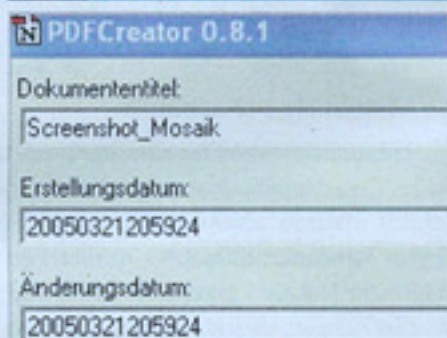 PDFCreator 0.8.1
Dokumententitel:
Screenshot_Mosaik
Erstellungsdatum:
20050321205924
Änderungsdatum:
20050321205924